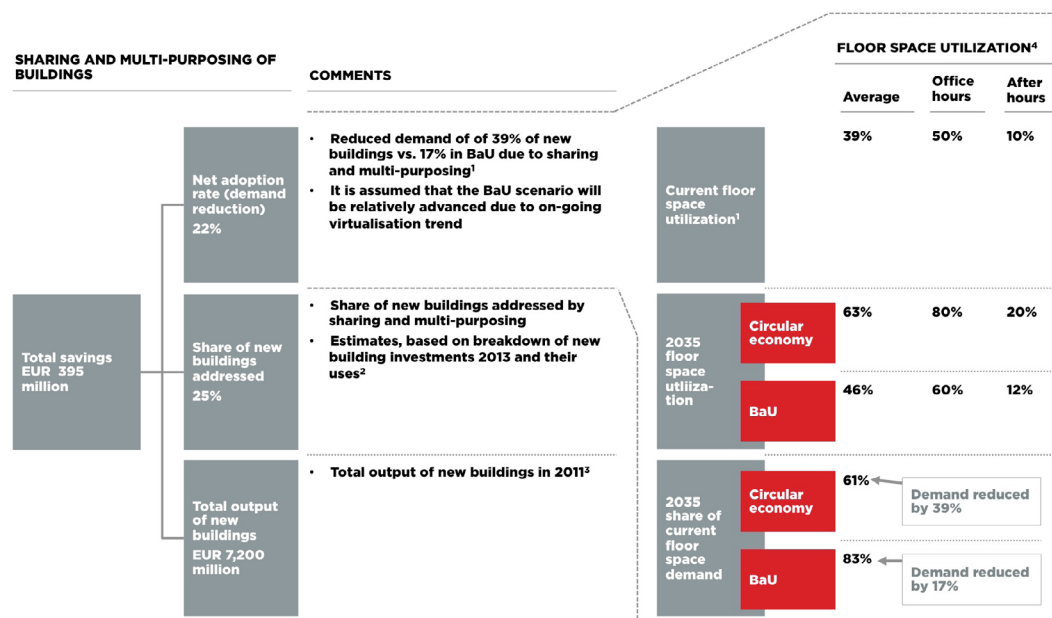 SHARING AND MULTI-PURPOSING OF
BUILDINGS
COMMENTS
FLOOR SPACE UTILIZATION⁴
Average
Office
hours
After
hours
Total savings
EUR 395
million
Net adoption
rate (demand
reduction)
22%
• Reduced demand of of 39% of new
buildings vs. 17% in BaU due to sharing
and multi-purposing¹
• It is assumed that the BaU scenario will
be relatively advanced due to on-going
virtualisation trend
Share of new
buildings
addressed
25%
• Share of new buildings addressed by
sharing and multi-purposing
• Estimates, based on breakdown of new
building investments 2013 and their
uses²
Total output
of new
buildings
EUR 7,200
million
• Total output of new buildings in 2011³
Current floor
space
utilization¹
39%
50%
10%
2035
floor
space
utliiza-
tion
Circular
economy
63%
80%
20%
BaU
46%
60%
12%
2035
share of
current
floor
space
demand
Circular
economy
61%
Demand reduced
by 39%
BaU
83%
Demand reduced
by 17%